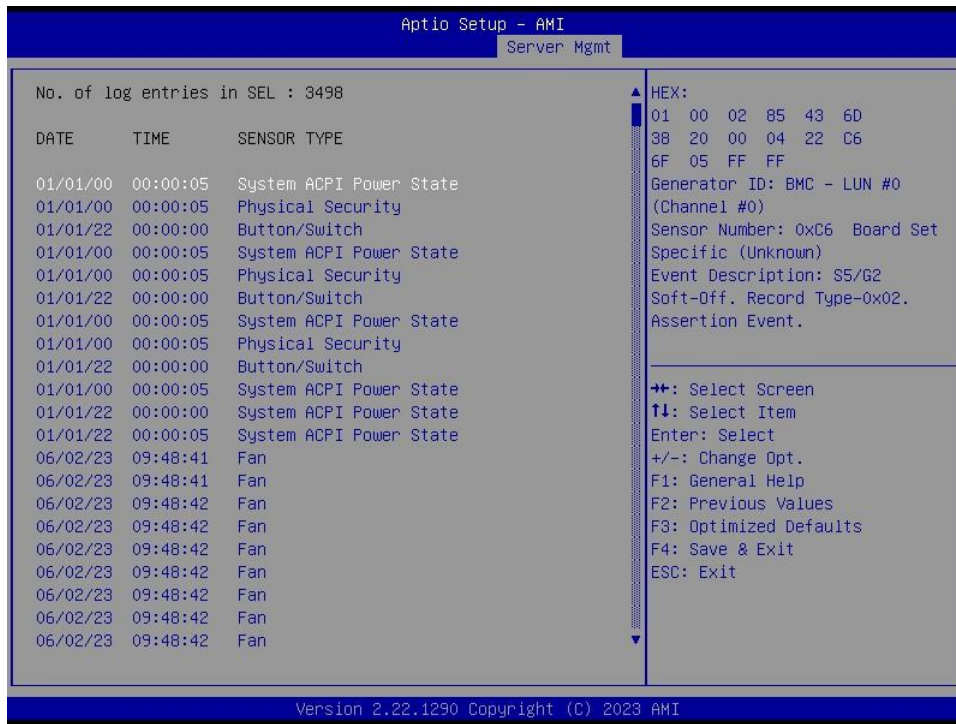 Aptio Setup - AMI
Server Mgmt
No. of log entries in SEL : 3498
DATE TIME SENSOR TYPE
01/01/00 00:00:05 System ACPI Power State
01/01/00 00:00:05 Physical Security
01/01/22 00:00:00 Button/Switch
01/01/00 00:00:05 System ACPI Power State
01/01/00 00:00:05 Physical Security
01/01/22 00:00:00 Button/Switch
01/01/00 00:00:05 System ACPI Power State
01/01/00 00:00:05 Physical Security
01/01/22 00:00:00 Button/Switch
01/01/00 00:00:05 System ACPI Power State
01/01/22 00:00:00 System ACPI Power State
01/01/22 00:00:05 System ACPI Power State
06/02/23 09:48:41 Fan
06/02/23 09:48:41 Fan
06/02/23 09:48:42 Fan
06/02/23 09:48:42 Fan
06/02/23 09:48:42 Fan
06/02/23 09:48:42 Fan
06/02/23 09:48:42 Fan
06/02/23 09:48:42 Fan
06/02/23 09:48:42 Fan
HEX:
01 00 02 85 43 6D
38 20 00 04 22 C6
6F 05 FF FF
Generator ID: BMC - LUN #0
(Channel #0)
Sensor Number: 0xC6 Board Set
Specific (Unknown)
Event Description: S5/G2
Soft-Off. Record Type-0x02.
Assertion Event.
→←: Select Screen
↑↓: Select Item
Enter: Select
+/-: Change Opt.
F1: General Help
F2: Previous Values
F3: Optimized Defaults
F4: Save & Exit
ESC: Exit
Version 2.22.1290 Copyright (C) 2023 AMI